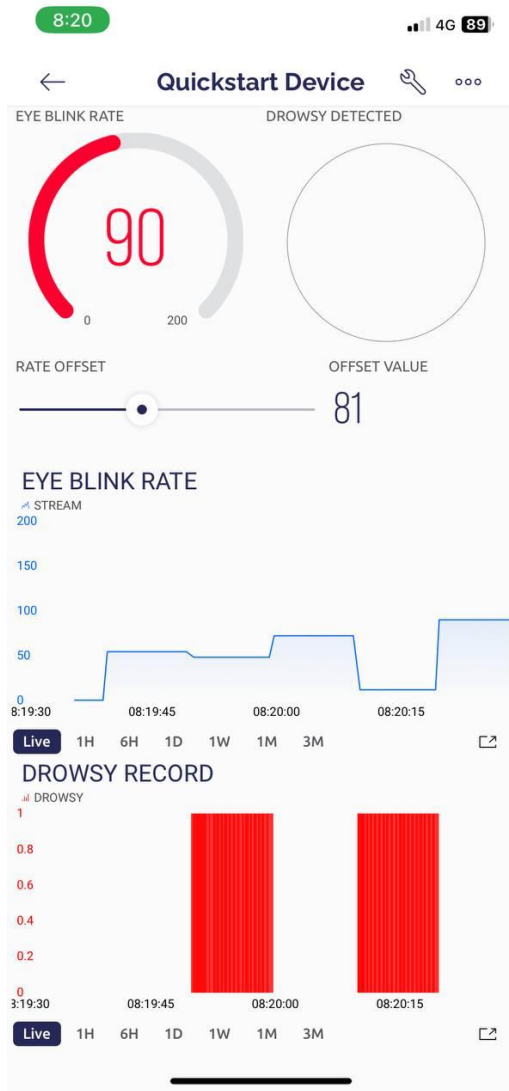 8:20 4G 89
Quickstart Device
EYE BLINK RATE DROWSY DETECTED
90
0 200
RATE OFFSET OFFSET VALUE
81
EYE BLINK RATE
STREAM
200
150
100
50
0
8:19:30 08:19:45 08:20:00 08:20:15
Live 1H 6H 1D 1W 1M 3M
DROWSY RECORD
DROWSY
1
0.8
0.6
0.4
0.2
0
3:19:30 08:19:45 08:20:00 08:20:15
Live 1H 6H 1D 1W 1M 3M